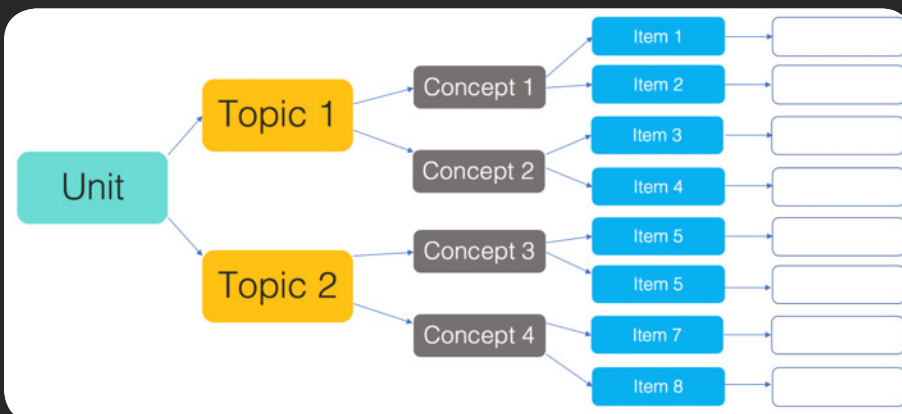 Unit
Topic 1
Topic 2
Concept 1
Concept 2
Concept 3
Concept 4
Item 1
Item 2
Item 3
Item 4
Item 5
Item 5
Item 7
Item 8